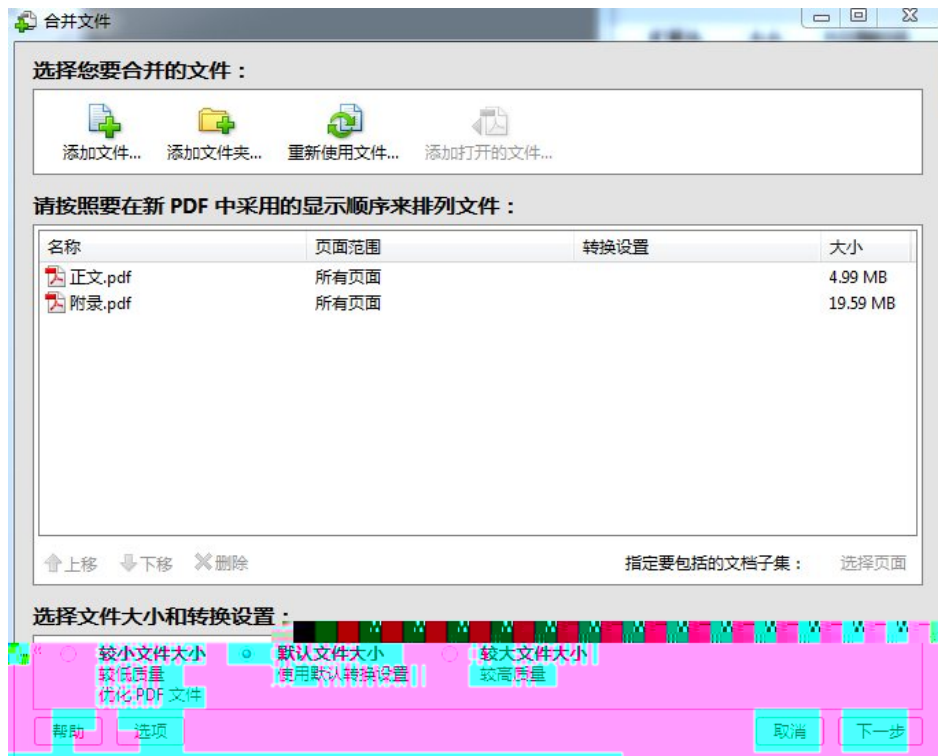 合并文件
选择您要合并的文件：
添加文件... 添加文件夹... 重新使用文件... 添加打开的文件...
请按照要在新 PDF 中采用的显示顺序来排列文件：
名称 页面范围 转换设置 大小
正文.pdf 所有页面 4.99 MB
附录.pdf 所有页面 19.59 MB
上移 下移 删除 指定要包括的文档子集： 选择页面
选择文件大小和转换设置：
较小文件大小 默认文件大小 较大文件大小
较低质量 使用默认转换设置 较高质量
优化 PDF 文件
帮助 选项 取消 下一步